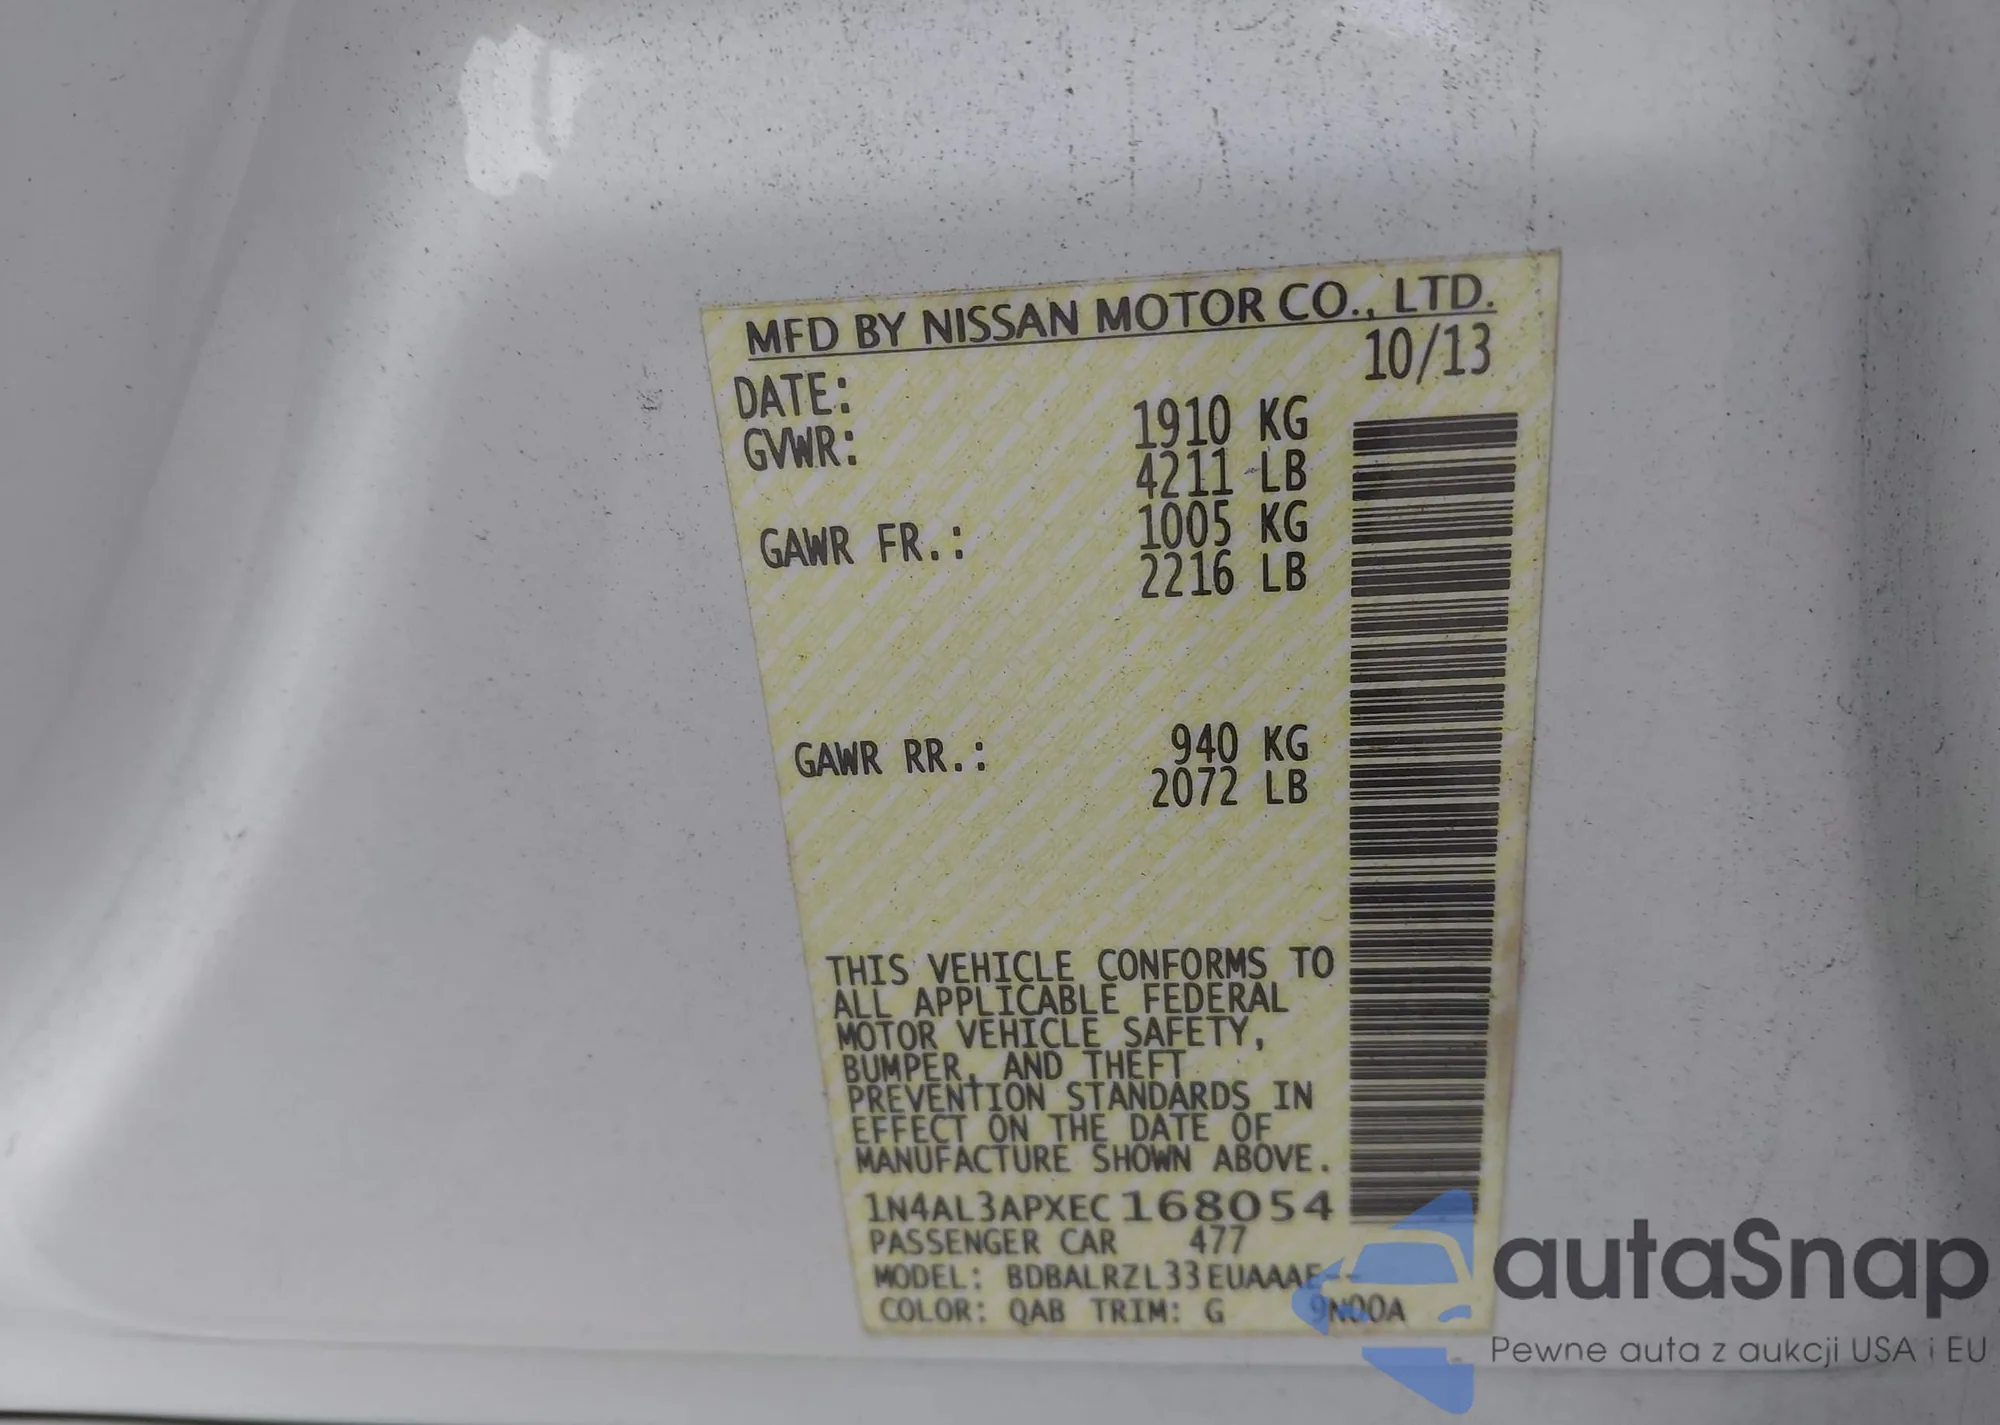 MFD BY NISSAN MOTOR CO., LTD.
DATE: 10/13
GVWR: 1910 KG
4211 LB
GAWR FR.: 1005 KG
2216 LB
GAWR RR.: 940 KG
2072 LB
THIS VEHICLE CONFORMS TO
ALL APPLICABLE FEDERAL
MOTOR VEHICLE SAFETY,
BUMPER, AND THEFT
PREVENTION STANDARDS IN
EFFECT ON THE DATE OF
MANUFACTURE SHOWN ABOVE.
1N4AL3APXEC168054
PASSENGER CAR 477
MODEL: BDBALRZL33EUAAAE--
COLOR: QAB TRIM: G 9N00A
autaSnap
Pewne auta z aukcji USA i EU